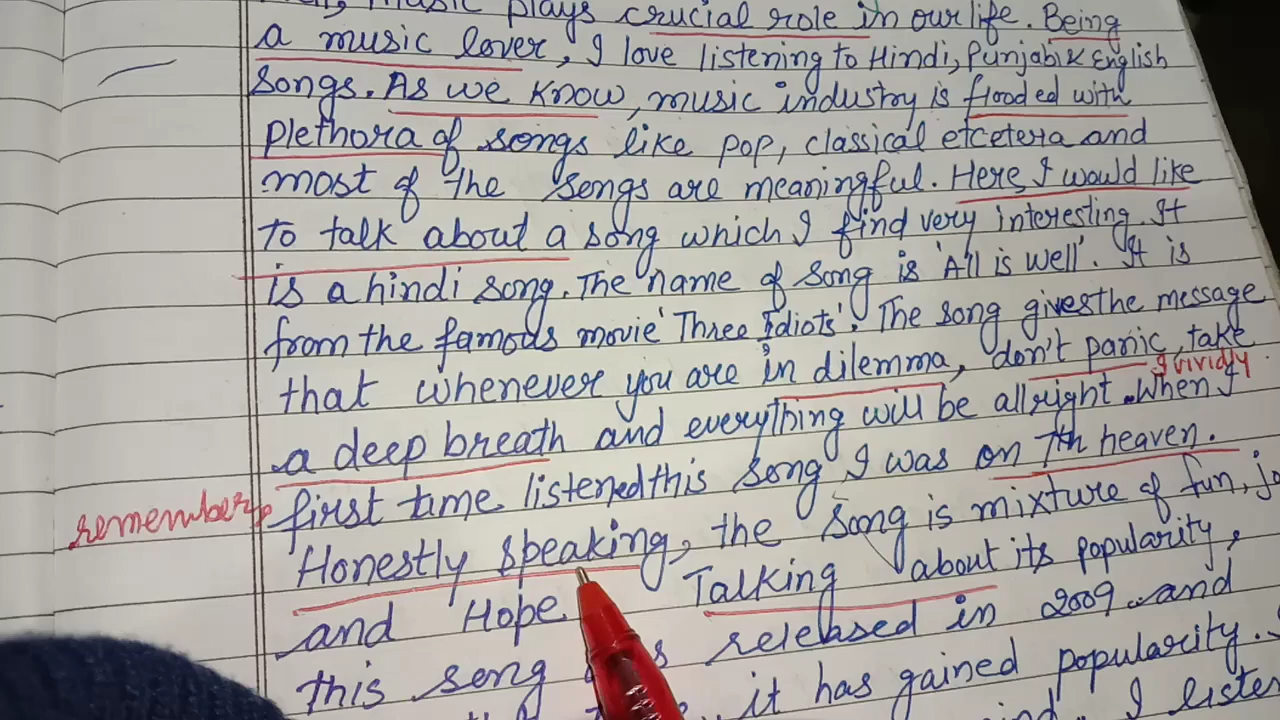 music plays crucial role in our life. Being
a music lover, I love listening to Hindi, Punjabi & English
songs. As we know, music industry is flooded with
plethora of songs like pop, classical etcetera and
most of the songs are meaningful. Here, I would like
to talk about a song which I find very interesting. It
is a hindi song. The name of song is 'All is well'. It is
from the famous movie 'Three Idiots'. The song gives the message
that whenever you are in dilemma, don't panic, take
I vividly
a deep breath and everything will be allright. When I
remember
first time listened this song I was on 7th heaven.
Honestly speaking, the song is mixture of fun,
and Hope. Talking about its popularity,
this song released in 2009 and
it has gained popularity.
I listen